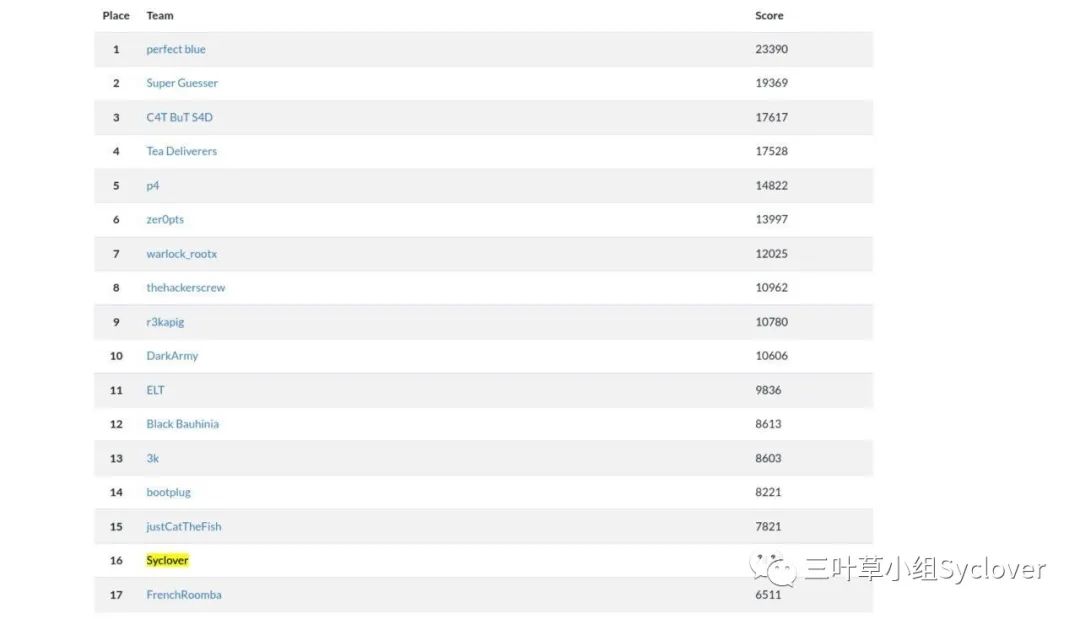 Place Team Score
1 perfect blue 23390
2 Super Guesser 19369
3 C4T BuT S4D 17617
4 Tea Deliverers 17528
5 p4 14822
6 zer0pts 13997
7 warlock_rootx 12025
8 thehackerscrew 10962
9 r3kapig 10780
10 DarkArmy 10606
11 ELT 9836
12 Black Bauhinia 8613
13 3k 8603
14 bootplug 8221
15 justCatTheFish 7821
16 Syclover
三叶草小组Syclover
17 FrenchRoomba 6511